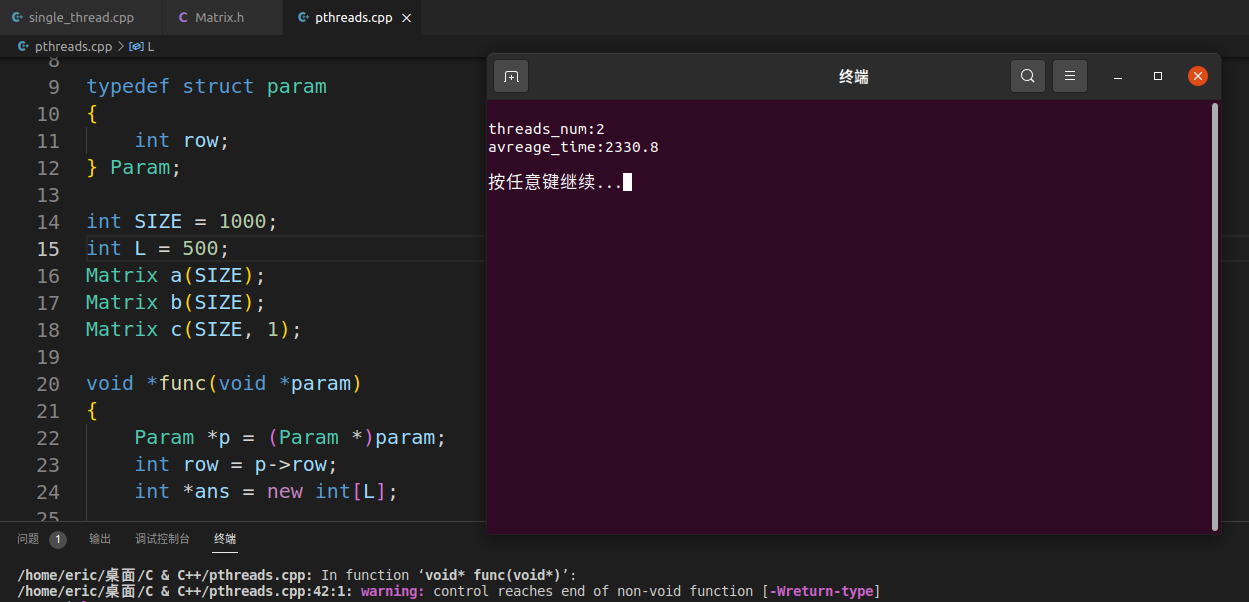 single_thread.cpp
Matrix.h
pthreads.cpp
pthreads.cpp > L
8
9 typedef struct param
10 {
11 int row;
12 } Param;
13
14 int SIZE = 1000;
15 int L = 500;
16 Matrix a(SIZE);
17 Matrix b(SIZE);
18 Matrix c(SIZE, 1);
19
20 void *func(void *param)
21 {
22 Param *p = (Param *)param;
23 int row = p->row;
24 int *ans = new int[L];
25
终端
threads_num:2
avreage_time:2330.8
按任意键继续...
问题 1 输出 调试控制台 终端
/home/eric/桌面/C & C++/pthreads.cpp: In function ‘void* func(void*)’:
/home/eric/桌面/C & C++/pthreads.cpp:42:1: warning: control reaches end of non-void function [-Wreturn-type]